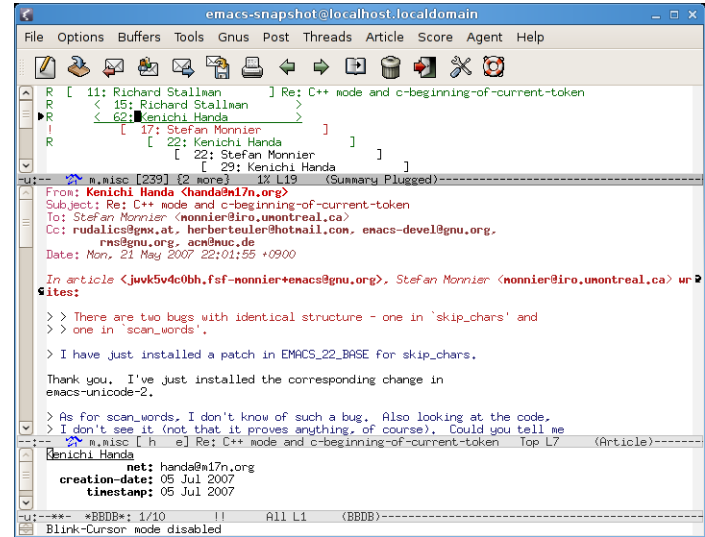 emacs-snapshot@localhost.localdomain
File Options Buffers Tools Gnus Post Threads Article Score Agent Help
R [ 11: Richard Stallman ] Re: C++ mode and c-beginning-of-current-token
R < 15: Richard Stallman >
R < 62: Kenichi Handa >
! [ 17: Stefan Monnier ]
R [ 22: Kenichi Handa ]
[ 22: Stefan Monnier ]
[ 29: Kenichi Handa ]
-u:-- m.misc [239] {2 more} 1% L19 (Summary Plugged)----------------
From: Kenichi Handa <handa@m17n.org>
Subject: Re: C++ mode and c-beginning-of-current-token
To: Stefan Monnier <monnier@iro.umontreal.ca>
Cc: rudalics@gmx.at, herberteuler@hotmail.com, emacs-devel@gnu.org,
rms@gnu.org, acm@muc.de
Date: Mon, 21 May 2007 22:01:55 +0900
In article <jwvk5v4c0bh.fsf-monnier+emacs@gnu.org>, Stefan Monnier <monnier@iro.umontreal.ca> wr
ites:
> > There are two bugs with identical structure - one in `skip_chars' and
> > one in `scan_words'.
> I have just installed a patch in EMACS_22_BASE for skip_chars.
Thank you.  I've just installed the corresponding change in
emacs-unicode-2.
> As for scan_words, I don't know of such a bug.  Also looking at the code,
> I don't see it (not that it proves anything, of course).  Could you tell me
--:-- m.misc [ h e] Re: C++ mode and c-beginning-of-current-token Top L7 (Article)-------
Kenichi Handa
net: handa@m17n.org
creation-date: 05 Jul 2007
timestamp: 05 Jul 2007
-u:--**- *BBDB*: 1/10 !! All L1 (BBDB)----------------
Blink-Cursor mode disabled